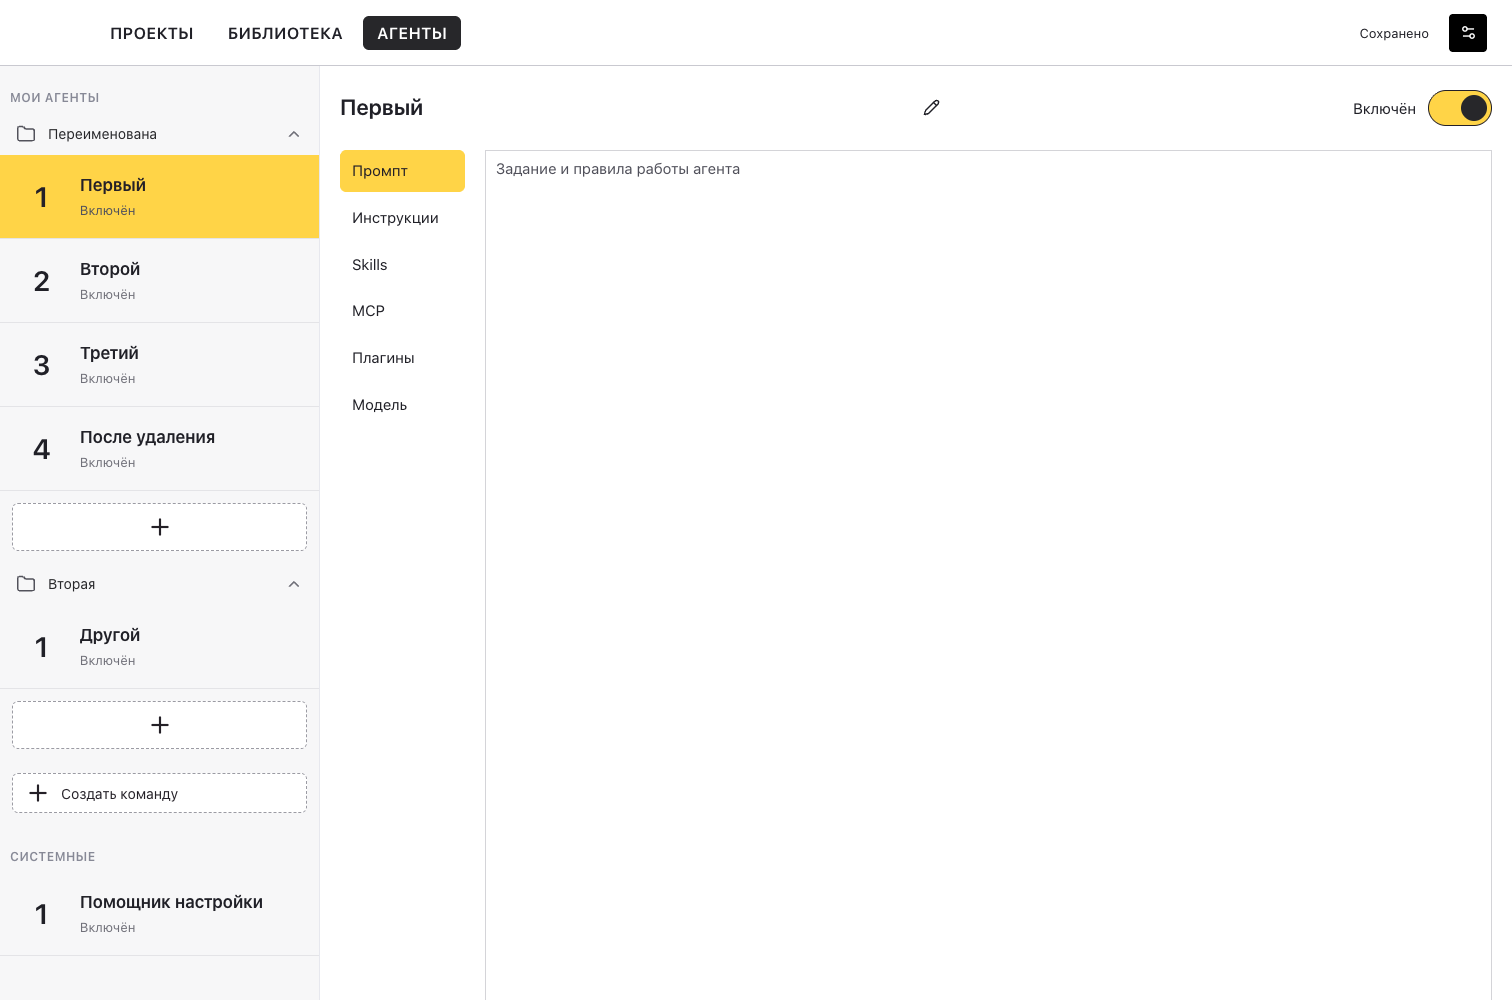 ПРОЕКТЫ БИБЛИОТЕКА АГЕНТЫ Сохранено
МОИ АГЕНТЫ
Переименована
1 Первый
Включён
2 Второй
Включён
3 Третий
Включён
4 После удаления
Включён
+
Вторая
1 Другой
Включён
+
+ Создать команду
СИСТЕМНЫЕ
1 Помощник настройки
Включён
Первый Включён
Промпт
Инструкции
Skills
MCP
Плагины
Модель
Задание и правила работы агента